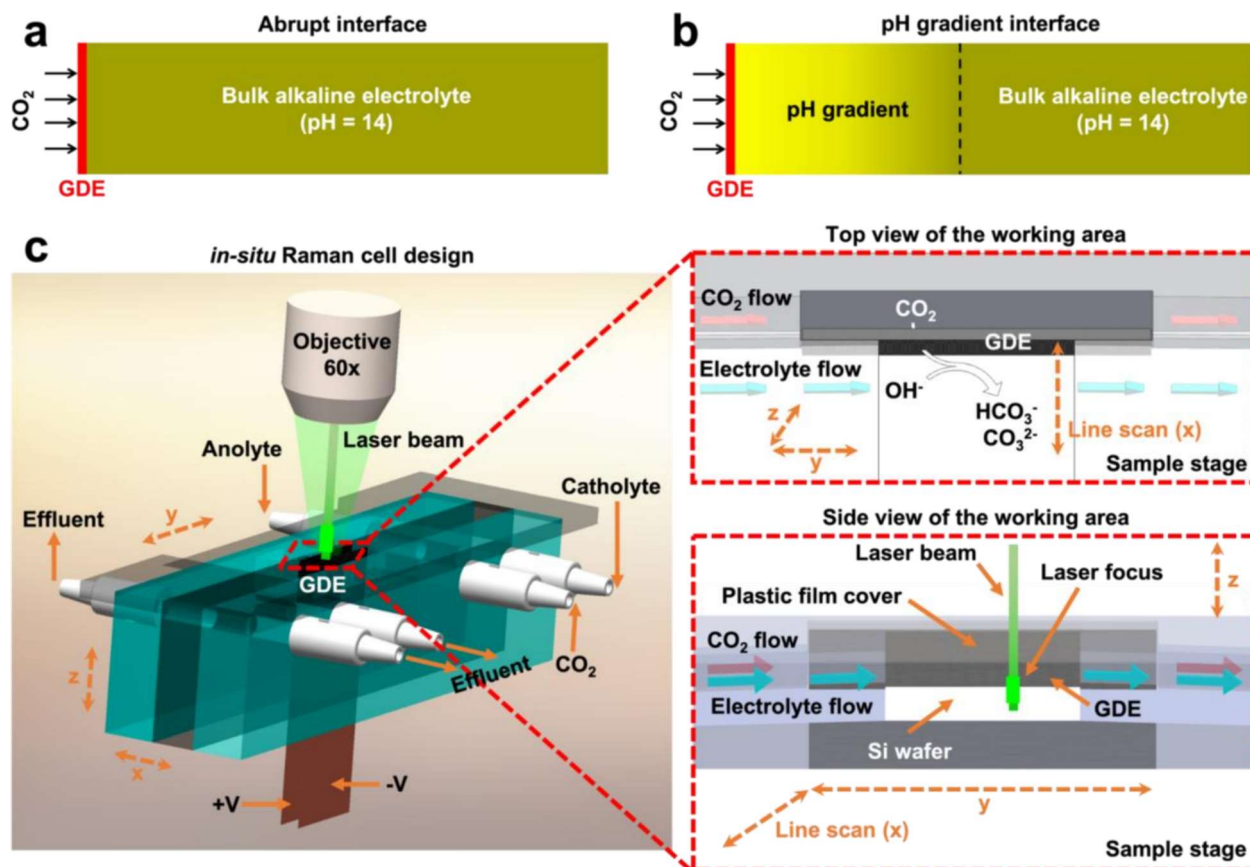 a
Abrupt interface
CO2
Bulk alkaline electrolyte
(pH = 14)
GDE
b
pH gradient interface
CO2
pH gradient
Bulk alkaline electrolyte
(pH = 14)
GDE
c
in-situ Raman cell design
Objective
60x
Laser beam
Anolyte
Catholyte
Effluent
y
GDE
CO2
Effluent
z
x
+V
-V
Top view of the working area
CO2 flow
CO2
GDE
Electrolyte flow
OH-
HCO3-
CO32-
z
y
Line scan (x)
Sample stage
Side view of the working area
Laser beam
Laser focus
z
Plastic film cover
CO2 flow
Electrolyte flow
GDE
Si wafer
y
Line scan (x)
Sample stage